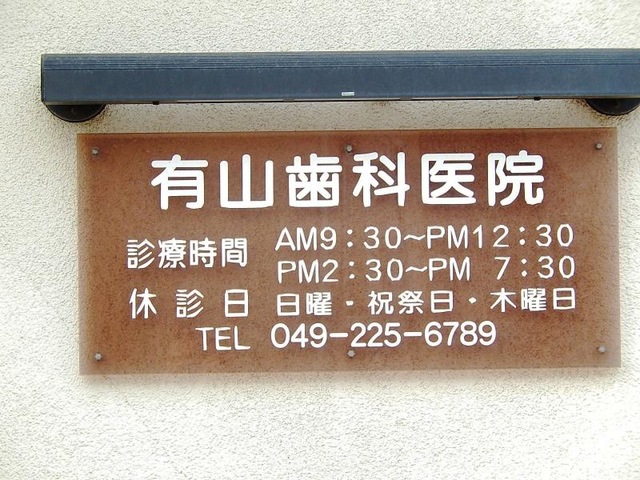 有山歯科医院
診療時間 AM9:30~PM12:30
PM2:30~PM 7:30
休診日 日曜・祝祭日・木曜日
TEL 049-225-6789